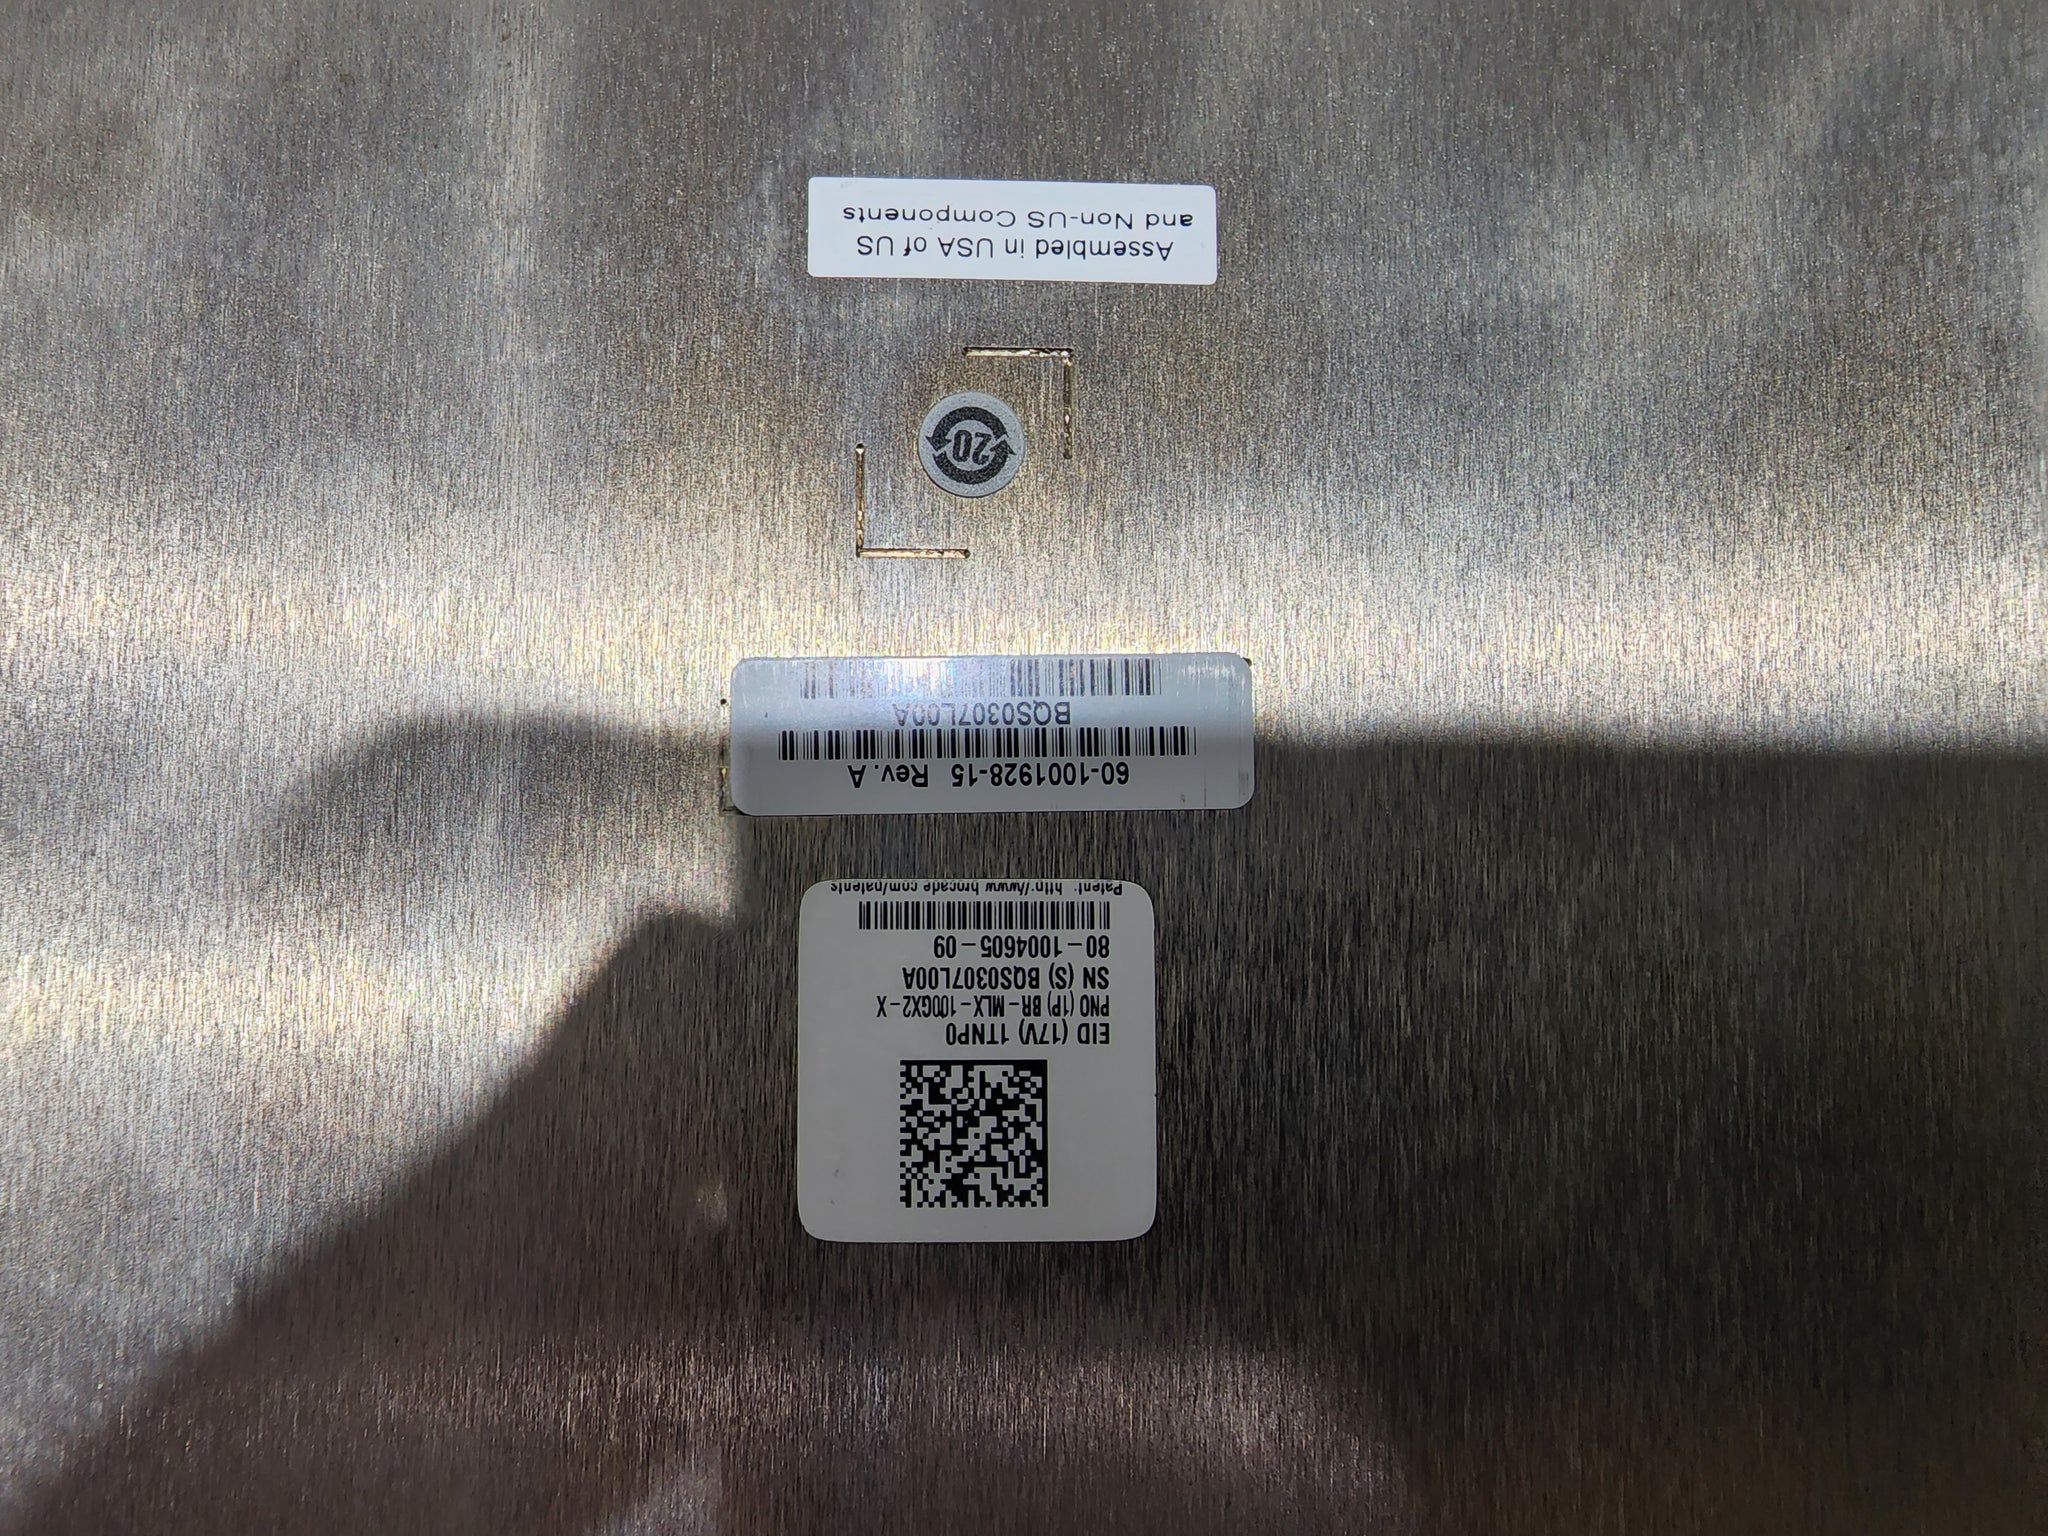 EID (17V) 1TNP0
PNO (1P) BR-MLX-100GX2-X
SN (S) BQS0307L00A
80-1004605-09
Patent: http://www.brocade.com/patents
60-1001928-15 Rev. A
BQS0307L00A
20
Assembled in USA of US
and Non-US Components